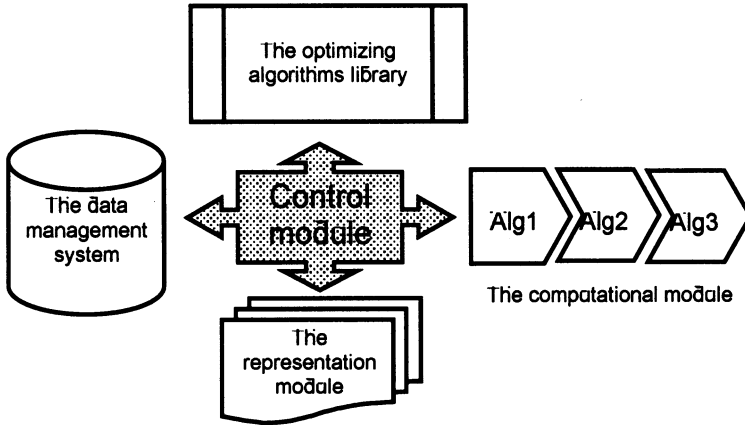 The optimizing
algorithms library
The data
management
system
Control
module
Alg1
Alg2
Alg3
The compatational module
The
representation
module